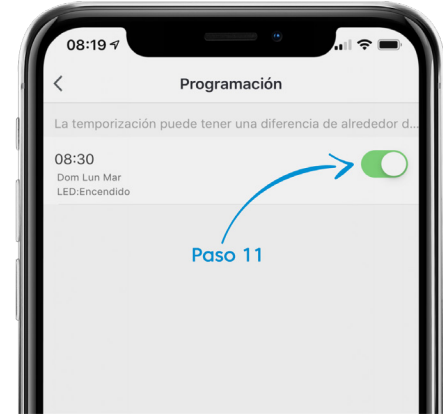 08:19
Programación
La temporización puede tener una diferencia de alrededor d...
08:30
Dom Lun Mar
LED:Encendido
Paso 11